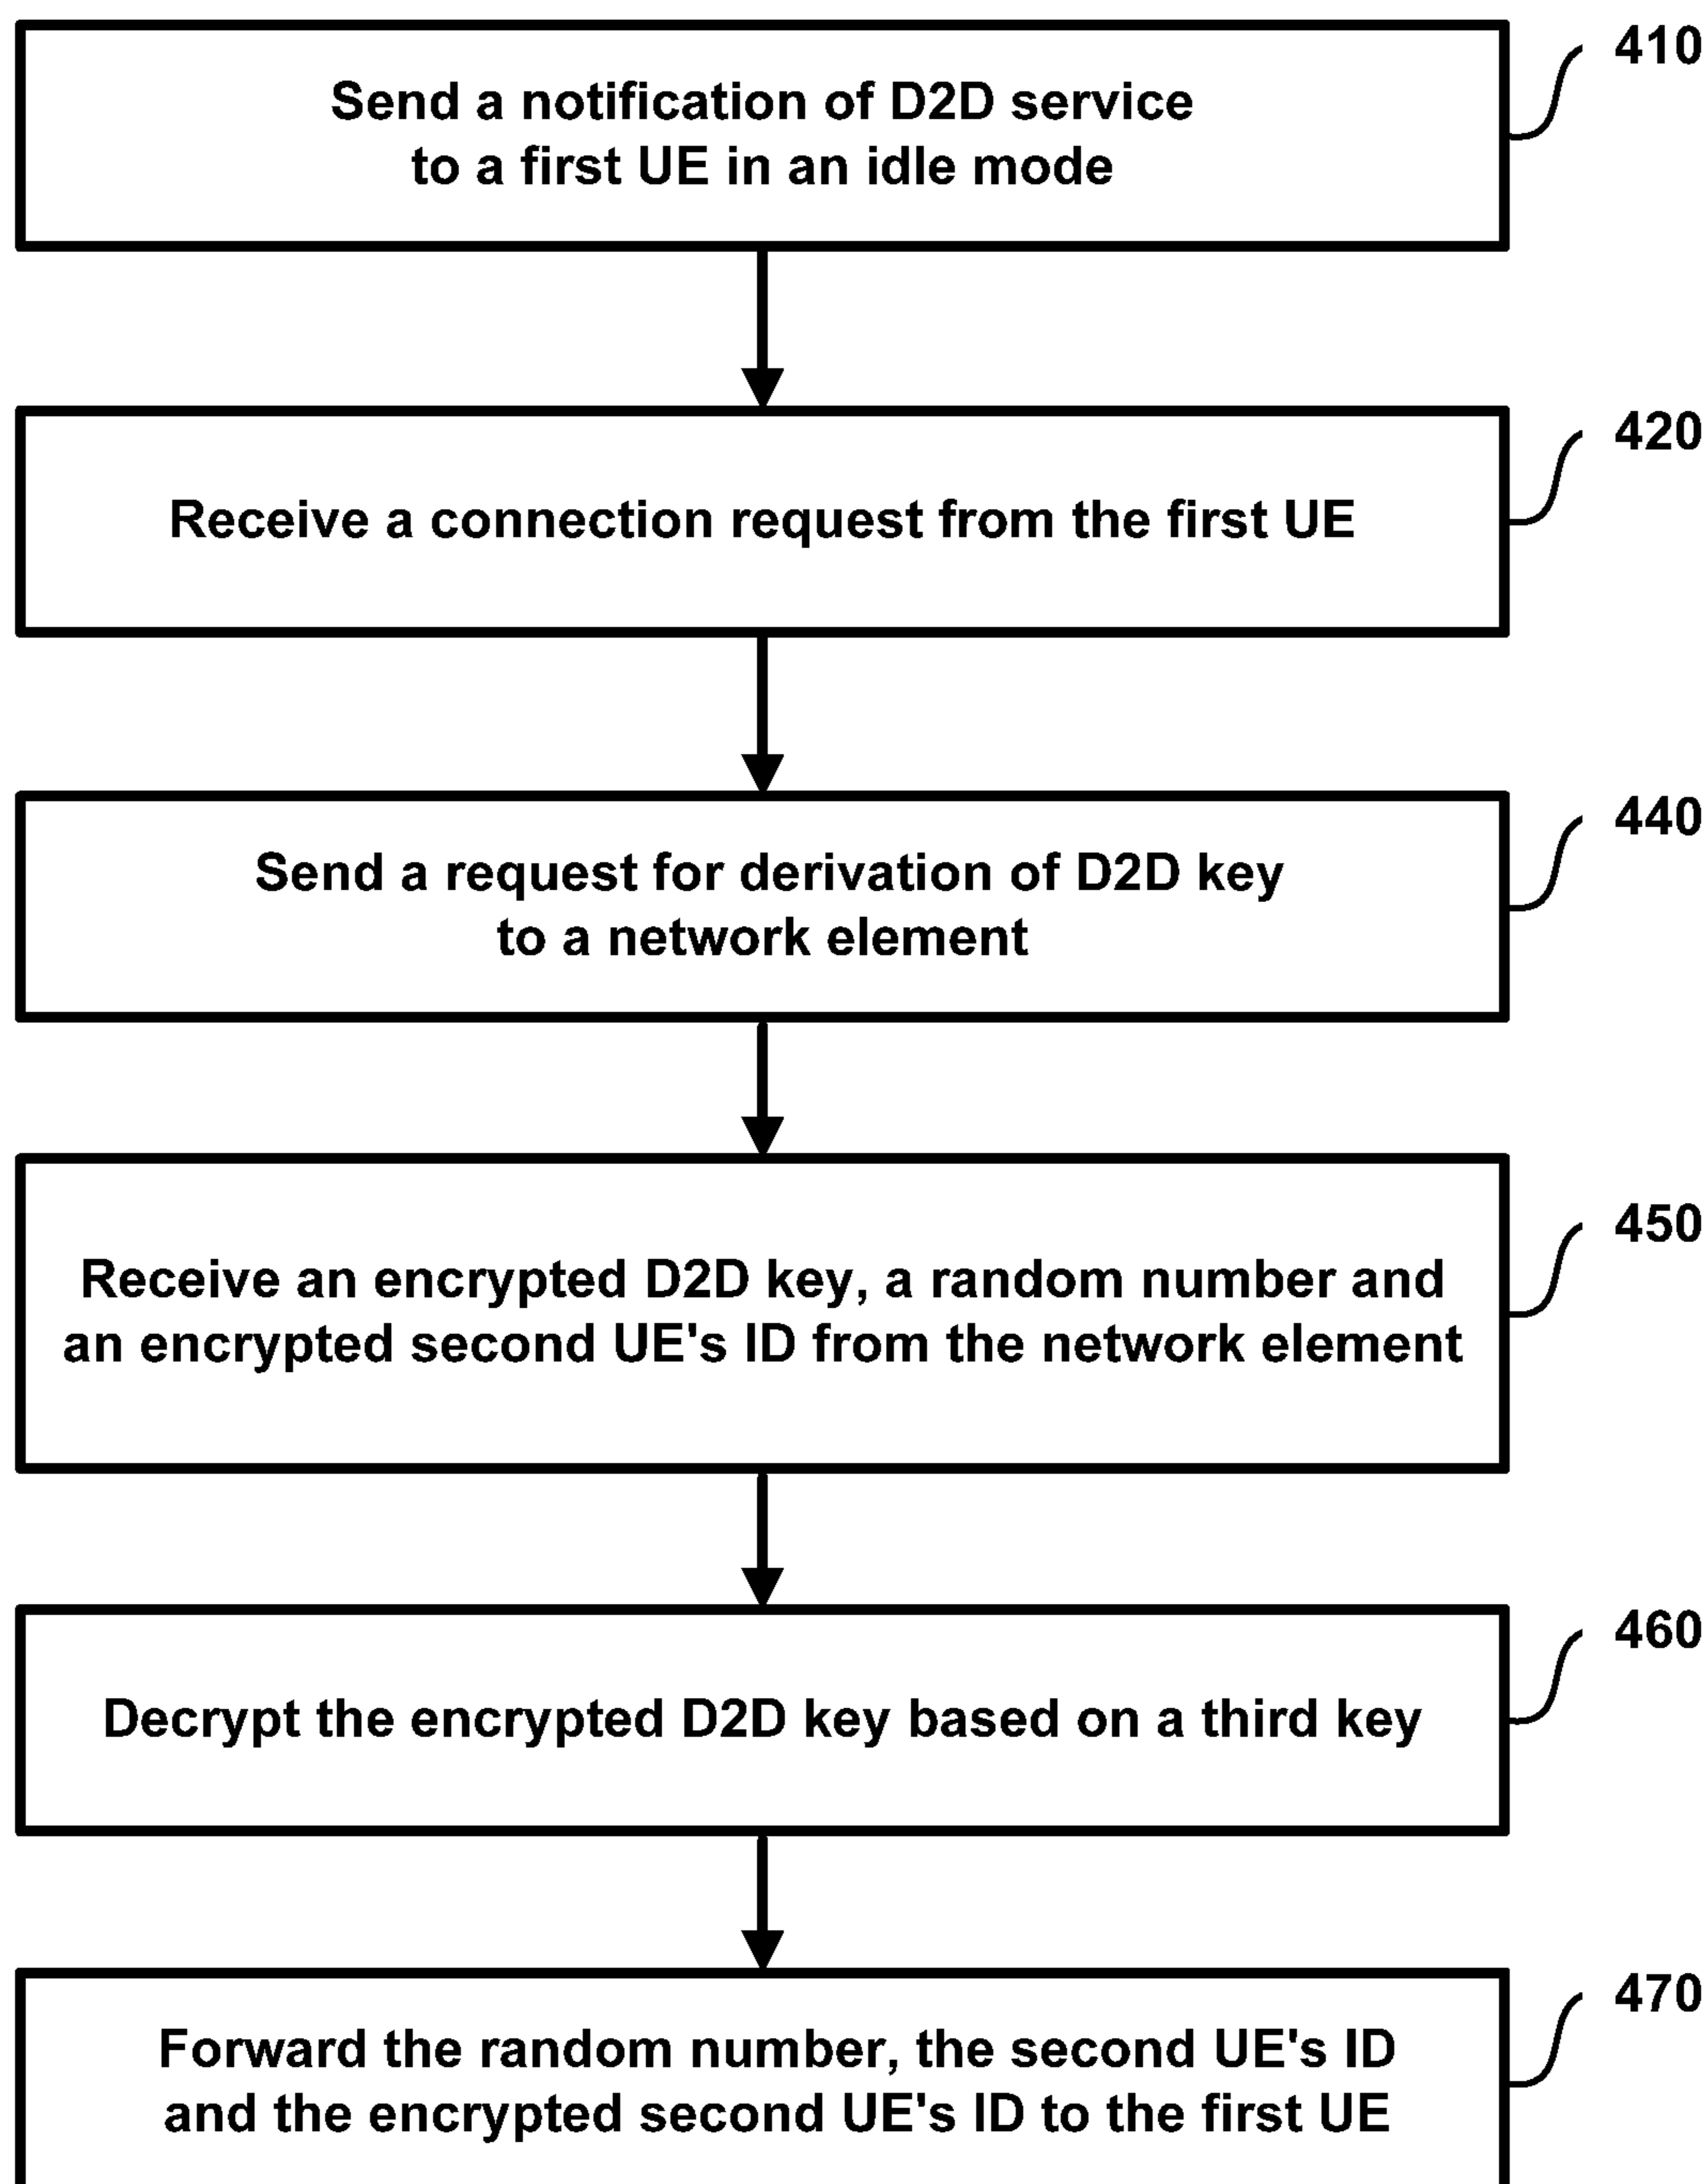 410
Send a notification of D2D service
to a first UE in an idle mode
420
Receive a connection request from the first UE
440
Send a request for derivation of D2D key
to a network element
450
Receive an encrypted D2D key, a random number and
an encrypted second UE's ID from the network element
460
Decrypt the encrypted D2D key based on a third key
470
Forward the random number, the second UE's ID
and the encrypted second UE's ID to the first UE